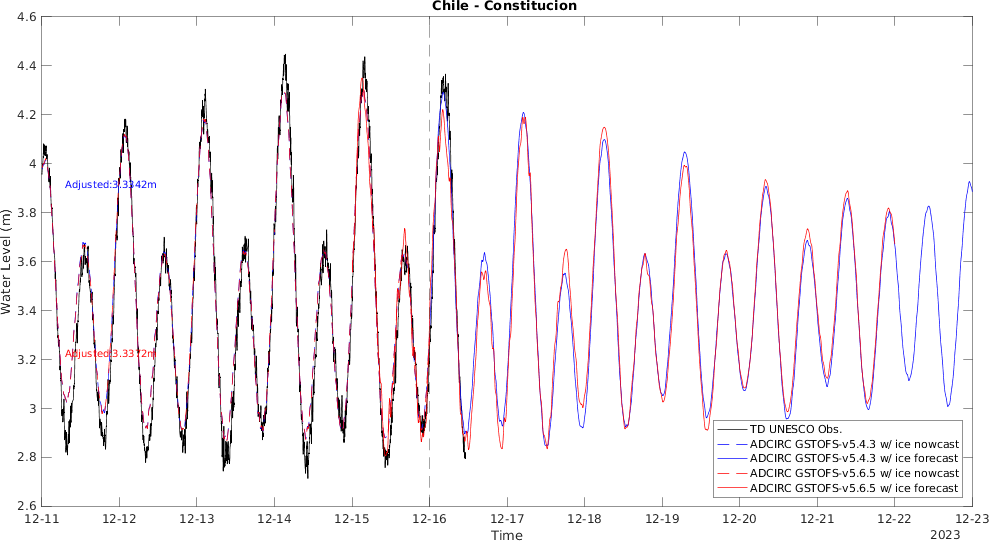 Chile - Constitucion
4.6
4.4
4.2
4
3.8
3.6
3.4
3.2
3
2.8
2.6
Water Level (m)
Adjusted:3.3342m
Adjusted:3.3372m
TD UNESCO Obs.
ADCIRC GSTOFS-v5.4.3 w/ ice nowcast
ADCIRC GSTOFS-v5.4.3 w/ ice forecast
ADCIRC GSTOFS-v5.6.5 w/ ice nowcast
ADCIRC GSTOFS-v5.6.5 w/ ice forecast
12-11 12-12 12-13 12-14 12-15 12-16 12-17 12-18 12-19 12-20 12-21 12-22 12-23
Time
2023